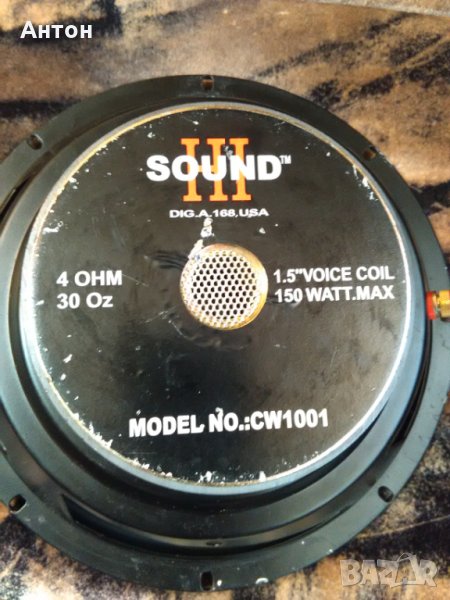 Антон
III
SOUND™
DIG.A.168,USA
4 OHM
30 Oz
1.5"VOICE COIL
150 WATT.MAX
MODEL NO.:CW1001
BAZAR